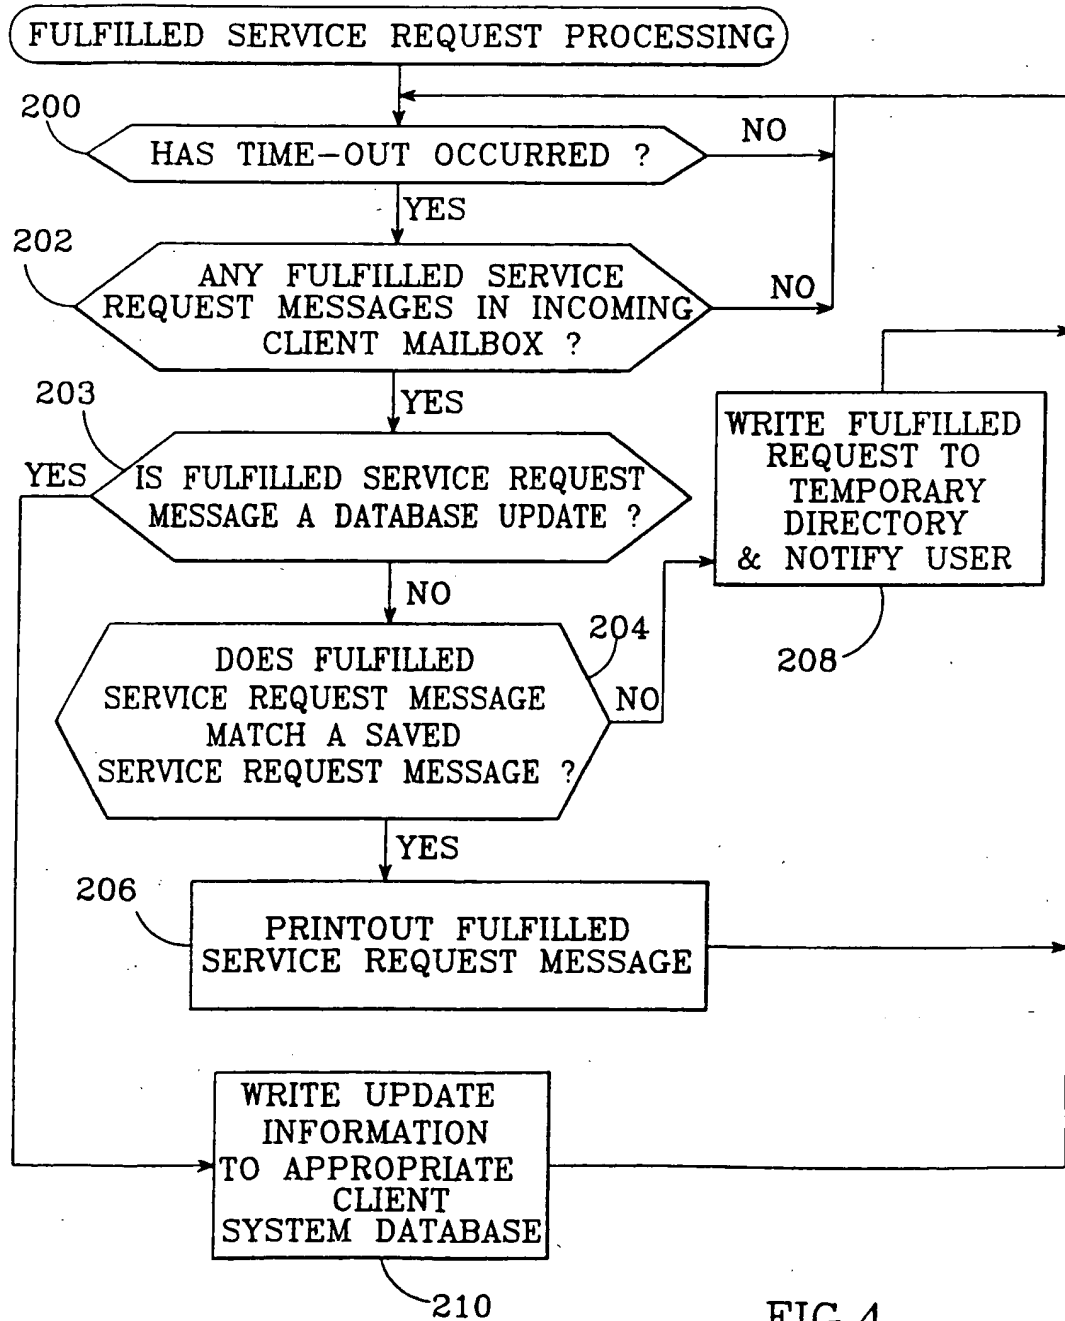 FULFILLED SERVICE REQUEST PROCESSING
200
HAS TIME-OUT OCCURRED ?
NO
YES
202
ANY FULFILLED SERVICE
REQUEST MESSAGES IN INCOMING
CLIENT MAILBOX ?
NO
YES
203
YES
IS FULFILLED SERVICE REQUEST
MESSAGE A DATABASE UPDATE ?
NO
WRITE FULFILLED
REQUEST TO
TEMPORARY
DIRECTORY
& NOTIFY USER
208
204
DOES FULFILLED
SERVICE REQUEST MESSAGE
MATCH A SAVED
SERVICE REQUEST MESSAGE ?
NO
YES
206
PRINTOUT FULFILLED
SERVICE REQUEST MESSAGE
WRITE UPDATE
INFORMATION
TO APPROPRIATE
CLIENT
SYSTEM DATABASE
210
FIG 4